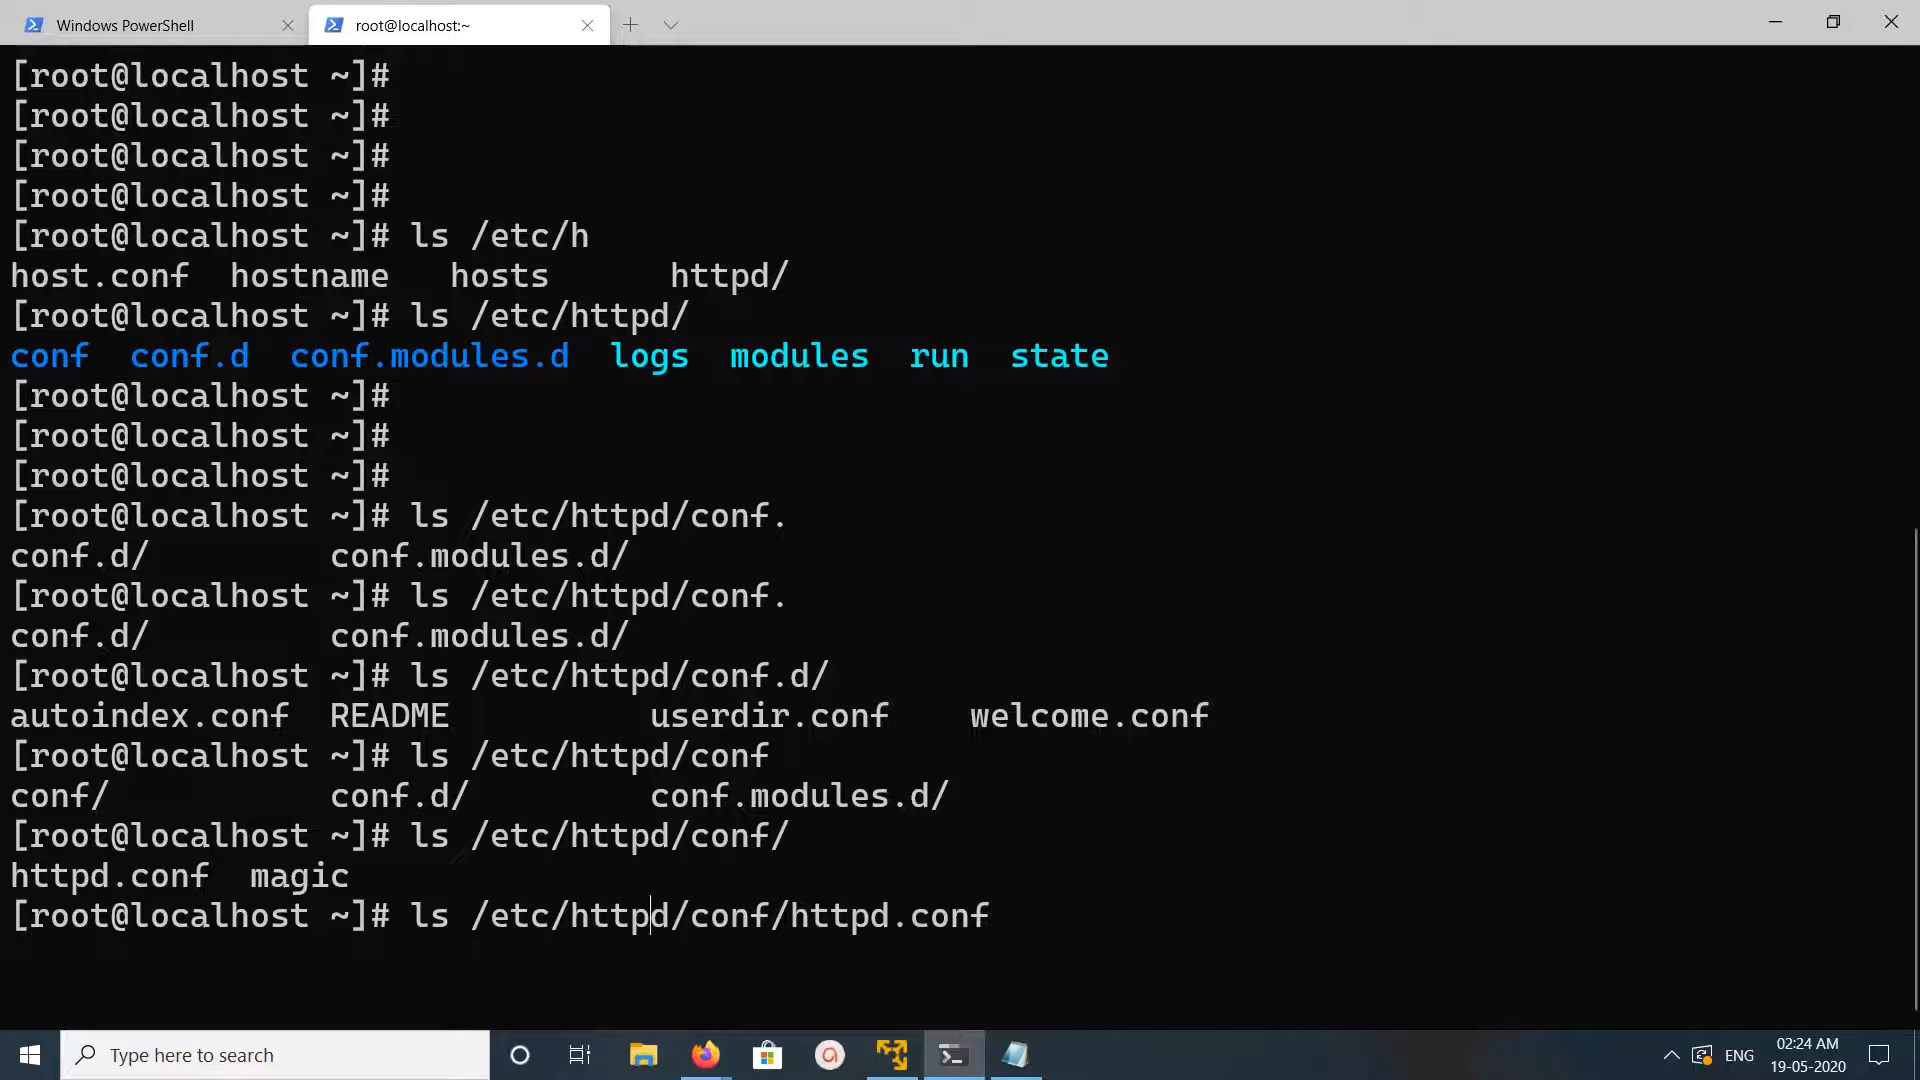 Windows PowerShell root@localhost:~
[root@localhost ~]#
[root@localhost ~]#
[root@localhost ~]#
[root@localhost ~]#
[root@localhost ~]# ls /etc/h
host.conf hostname hosts httpd/
[root@localhost ~]# ls /etc/httpd/
conf conf.d conf.modules.d logs modules run state
[root@localhost ~]#
[root@localhost ~]#
[root@localhost ~]#
[root@localhost ~]# ls /etc/httpd/conf.
conf.d/ conf.modules.d/
[root@localhost ~]# ls /etc/httpd/conf.
conf.d/ conf.modules.d/
[root@localhost ~]# ls /etc/httpd/conf.d/
autoindex.conf README userdir.conf welcome.conf
[root@localhost ~]# ls /etc/httpd/conf
conf/ conf.d/ conf.modules.d/
[root@localhost ~]# ls /etc/httpd/conf/
httpd.conf magic
[root@localhost ~]# ls /etc/httpd/conf/httpd.conf
Type here to search ENG 02:24 AM
19-05-2020